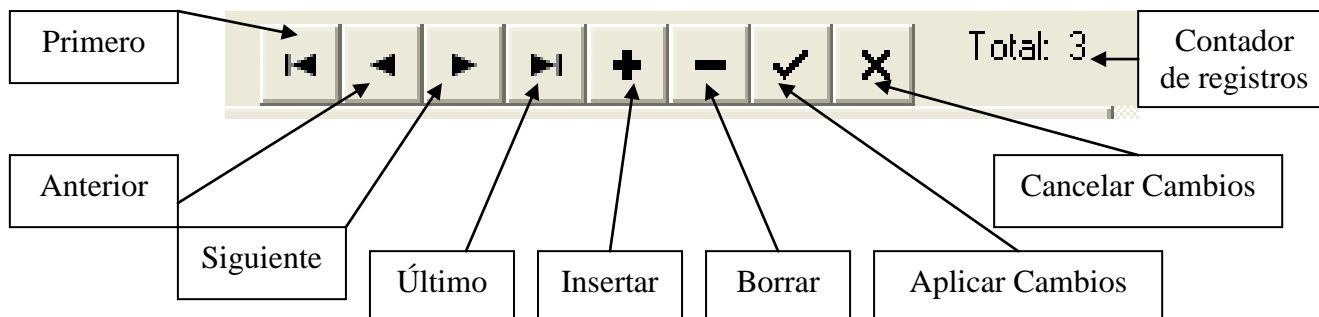 Primero
Total: 3
Contador
de registros
Anterior
Cancelar Cambios
Siguiente
Último
Insertar
Borrar
Aplicar Cambios